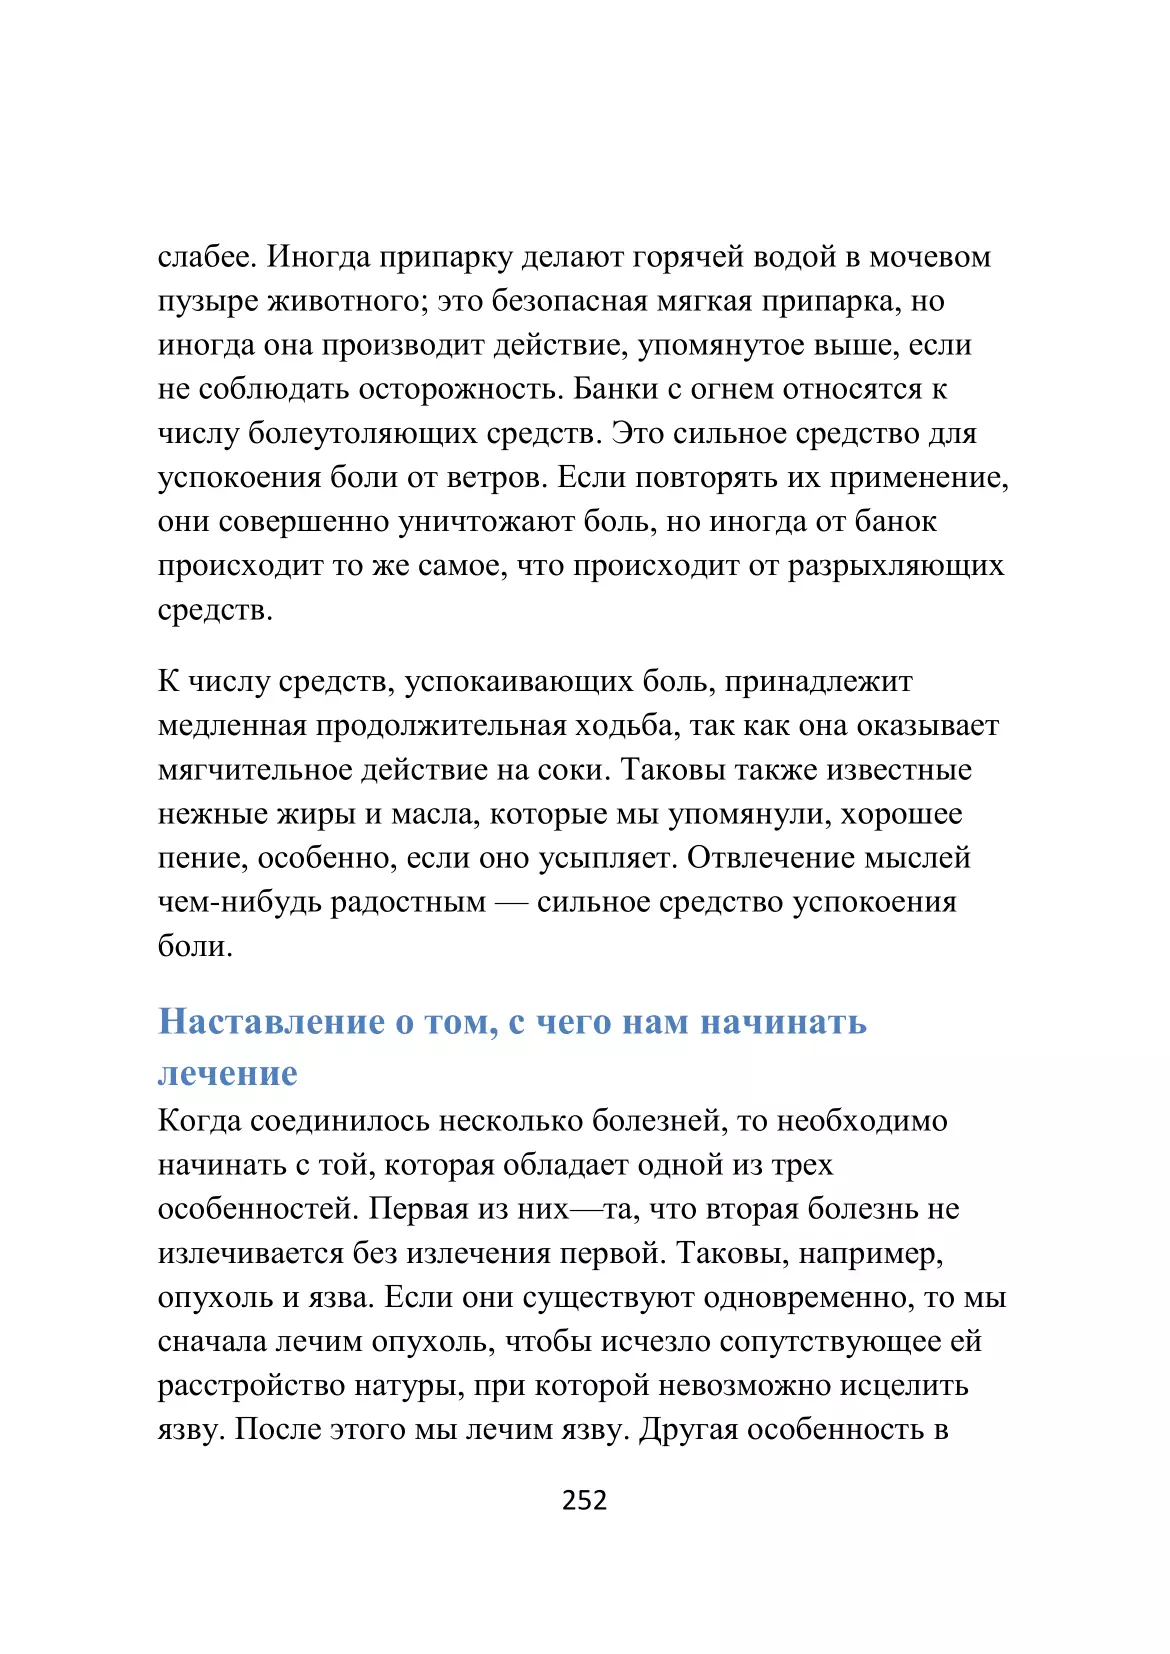 слабее. Иногда припарку делают горячей водой в мочевом
пузыре животного; это безопасная мягкая припарка, но
иногда она производит действие, упомянутое выше, если
не соблюдать осторожность. Банки с огнем относятся к
числу болеутоляющих средств. Это сильное средство для
успокоения боли от ветров. Если повторять их применение,
они совершенно уничтожают боль, но иногда от банок
происходит то же самое, что происходит от разрыхляющих
средств.
К числу средств, успокаивающих боль, принадлежит
медленная продолжительная ходьба, так как она оказывает
мягчительное действие на соки. Таковы также известные
нежные жиры и масла, которые мы упомянули, хорошее
пение, особенно, если оно усыпляет. Отвлечение мыслей
чем-нибудь радостным — сильное средство успокоения
боли.
Наставление о том, с чего нам начинать
лечение
Когда соединилось несколько болезней, то необходимо
начинать с той, которая обладает одной из трех
особенностей. Первая из них—та, что вторая болезнь не
излечивается без излечения первой. Таковы, например,
опухоль и язва. Если они существуют одновременно, то мы
сначала лечим опухоль, чтобы исчезло сопутствующее ей
расстройство натуры, при которой невозможно исцелить
язву. После этого мы лечим язву. Другая особенность в
252